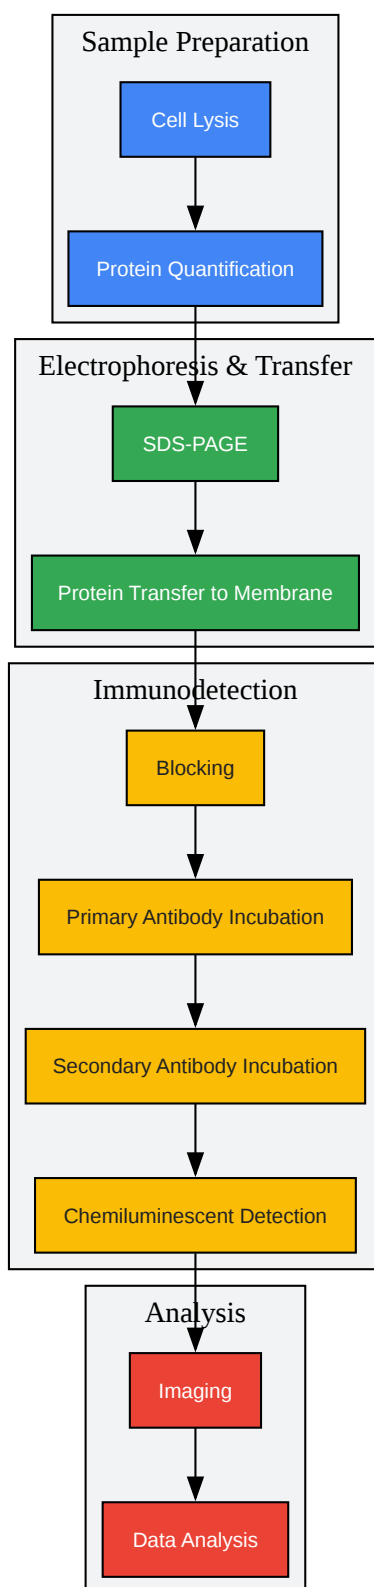 Sample Preparation
Cell Lysis
Protein Quantification
Electrophoresis & Transfer
SDS-PAGE
Protein Transfer to Membrane
Immunodetection
Blocking
Primary Antibody Incubation
Secondary Antibody Incubation
Chemiluminescent Detection
Analysis
Imaging
Data Analysis